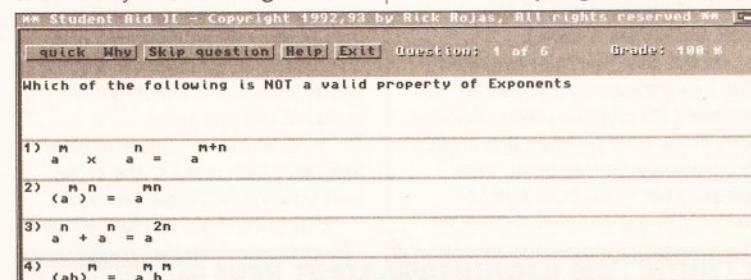 ** Student Aid II - Copyright 1992,93 by Rick Rojas, All rights reserved **
quick Why Skip question Help Exit Question: 1 of 6 Grade: 100 %
Which of the following is NOT a valid property of Exponents
1) a^m x a^n = a^m+n
2) (a^m)^n = a^mn
3) a^n + a^n = a^2n
4) (ab)^m = a^m b^m